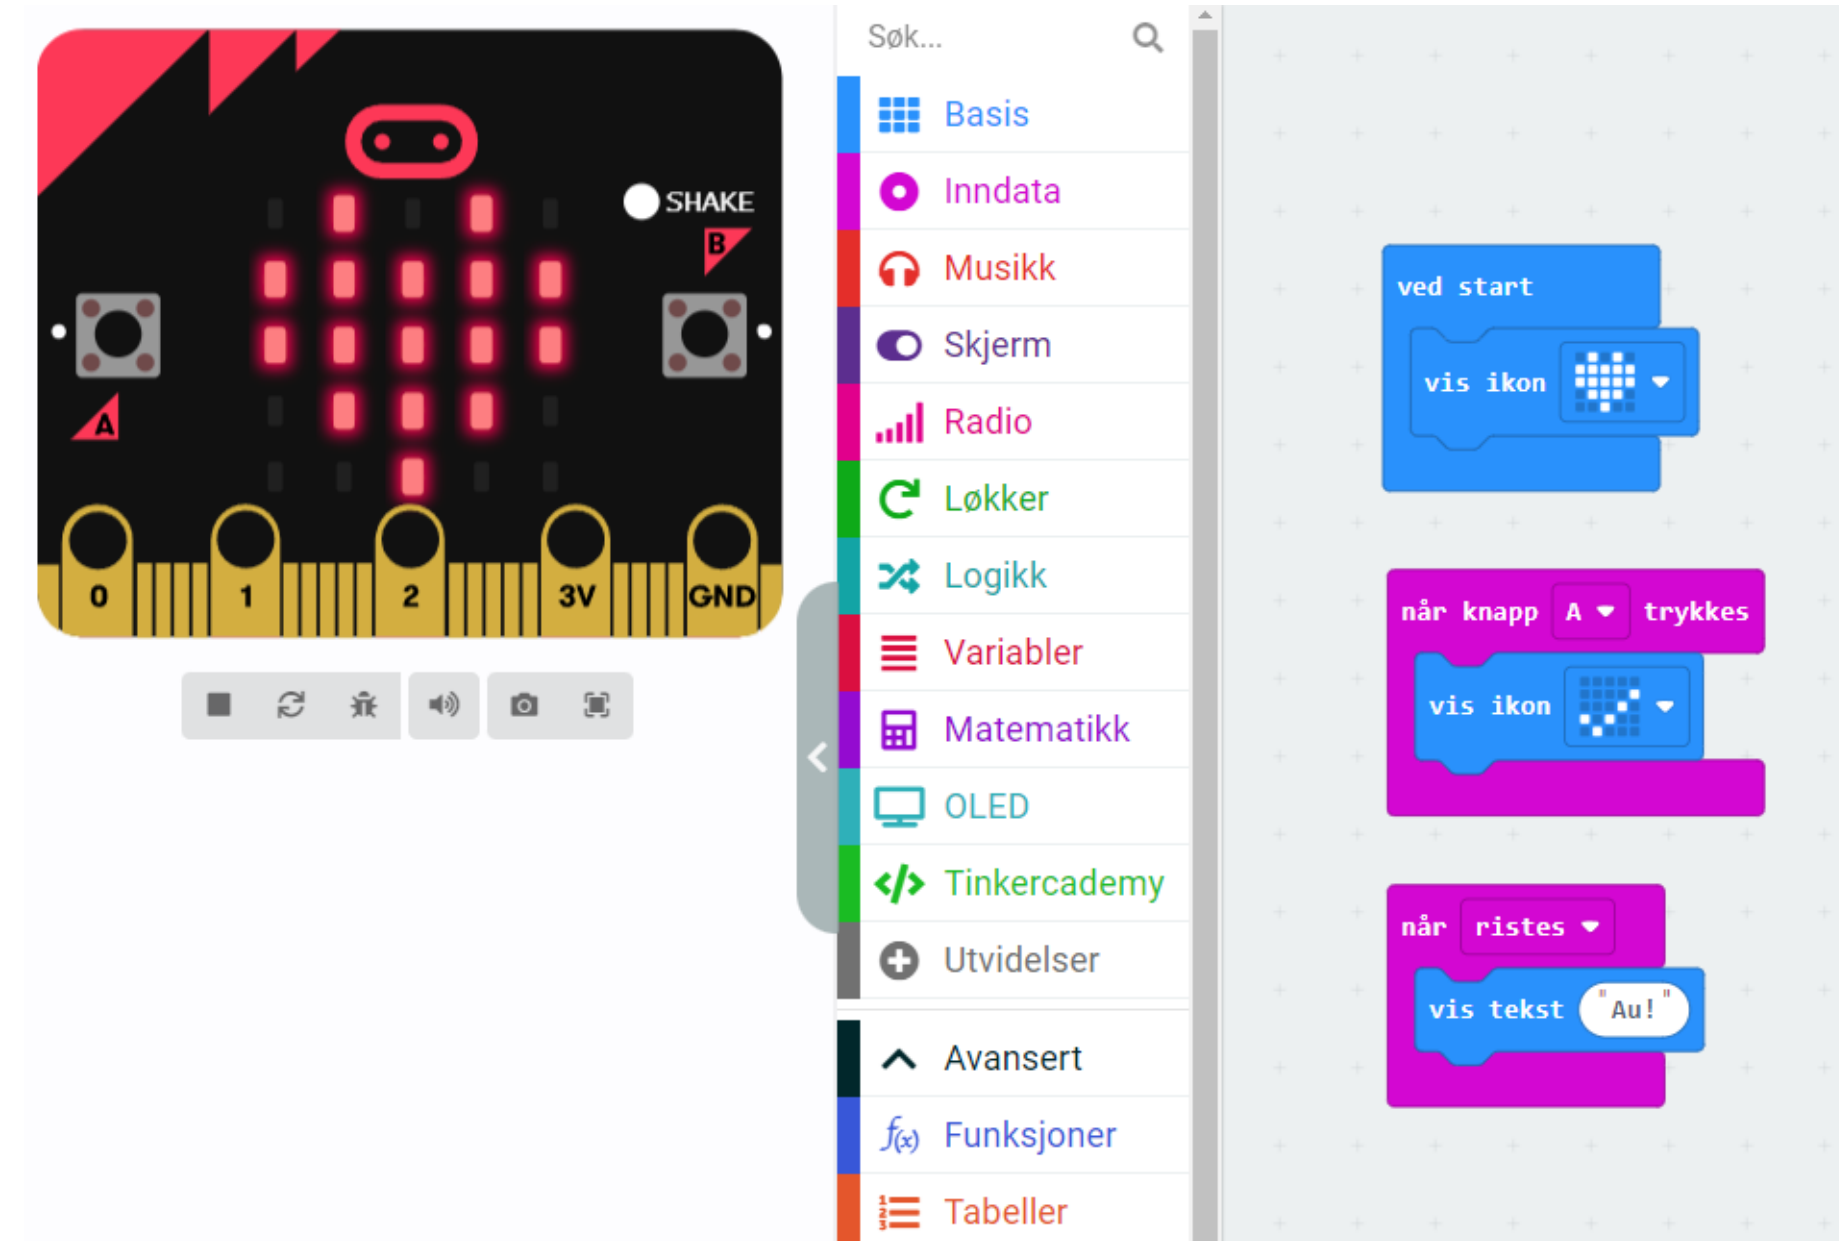 SHAKE
B
A
0
1
2
3V
GND
Søk...
Basis
Inndata
Musikk
Skjerm
Radio
Løkker
Logikk
Variabler
Matematikk
OLED
Tinkercademy
Utvidelser
Avansert
f(x) Funksjoner
Tabeller
ved start
vis ikon
når knapp A trykkes
vis ikon
når ristes
vis tekst "Au!"